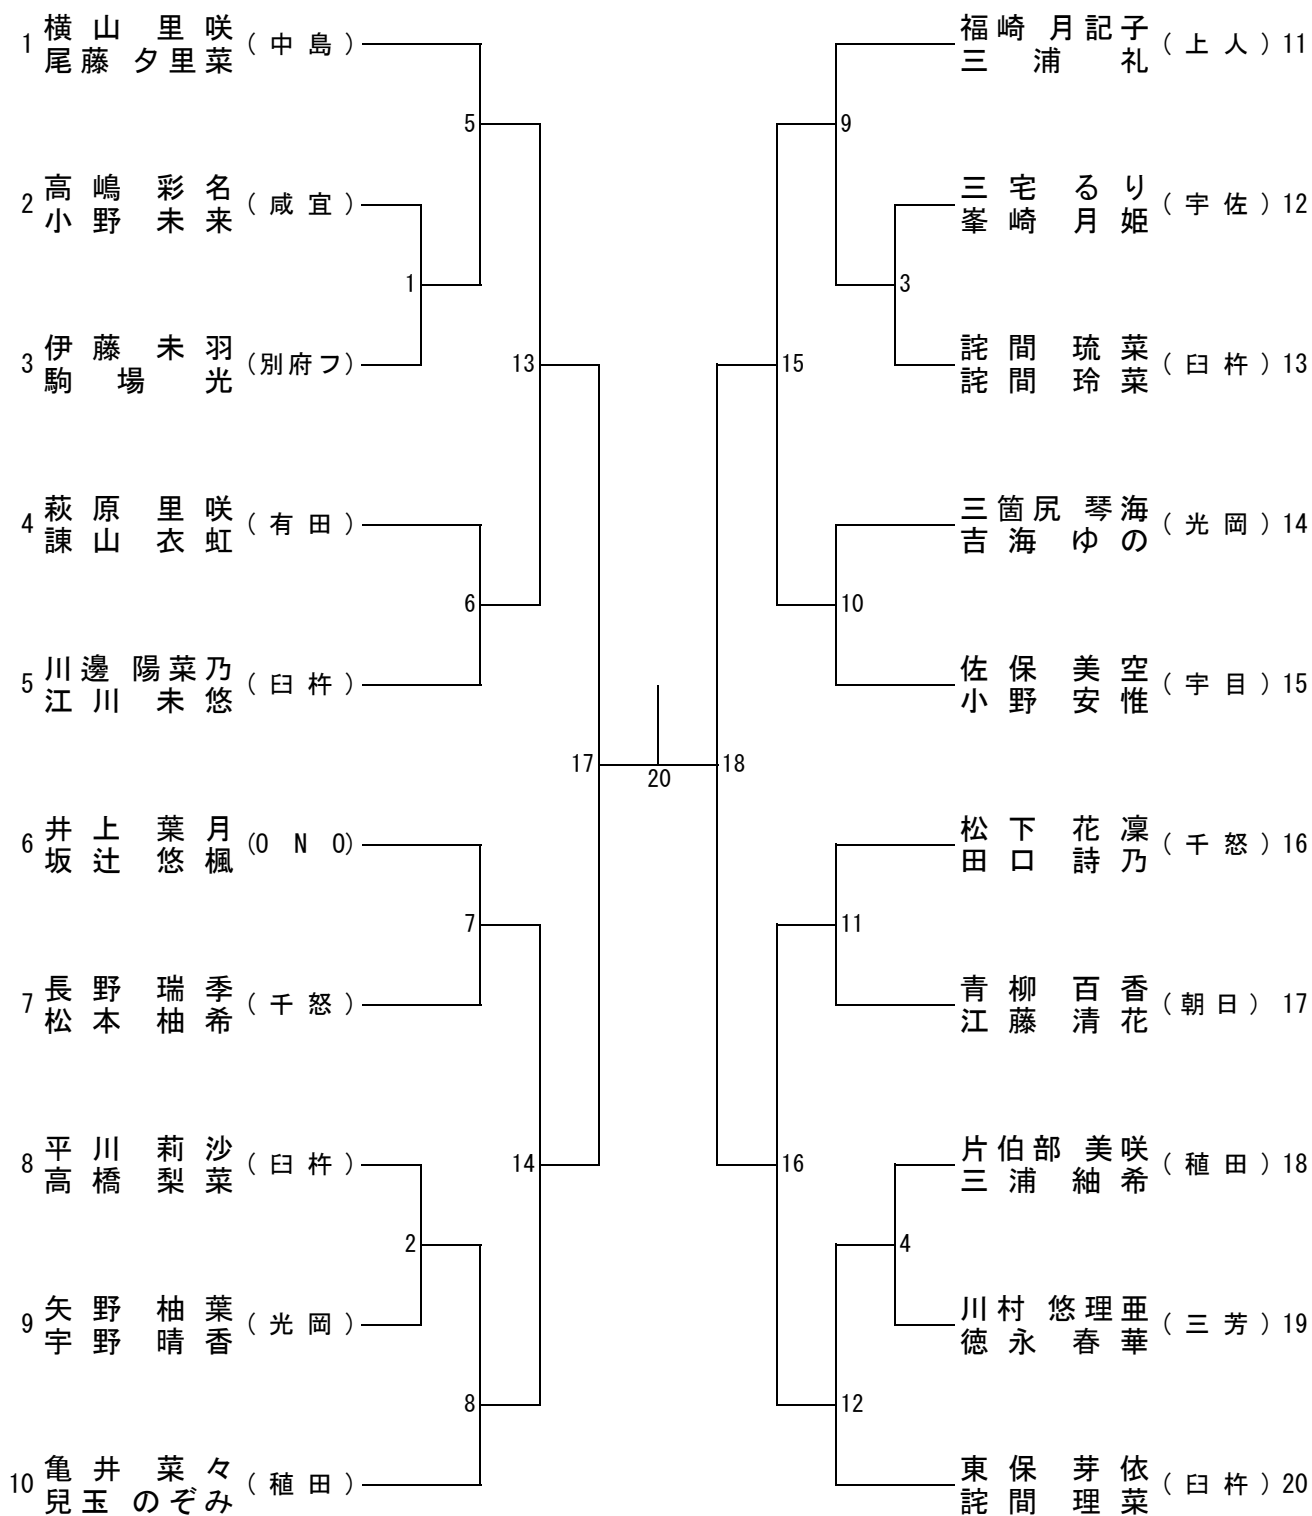 1 横山 里咲 (中島)
尾藤 夕里菜
5
2 高嶋 彩名 (咸宜)
小野 未来
1
3 伊藤 未羽 (別府フ)
駒場 光
13
4 萩原 里咲 (有田)
諌山 衣虹
6
5 川邊 陽菜乃 (臼杵)
江川 未悠
17
6 井上 葉月 (O N O)
坂辻 悠楓
7
7 長野 瑞季 (千怒)
松本 柚希
14
8 平川 莉沙 (臼杵)
高橋 梨菜
2
9 矢野 柚葉 (光岡)
宇野 晴香
8
10 亀井 菜々 (稙田)
兒玉 のぞみ
20
福崎 月記子 (上人) 11
三浦 礼
9
三宅 るり (宇佐) 12
峯崎 月姫
3
詫間 琉菜 (臼杵) 13
詫間 玲菜
15
三箇尻 琴海 (光岡) 14
吉海 ゆの
10
佐保 美空 (宇目) 15
小野 安惟
18
松下 花凜 (千怒) 16
田口 詩乃
11
青柳 百香 (朝日) 17
江藤 清花
16
片伯部 美咲 (稙田) 18
三浦 紬希
4
川村 悠理亜 (三芳) 19
徳永 春華
12
東保 芽依 (臼杵) 20
詫間 理菜